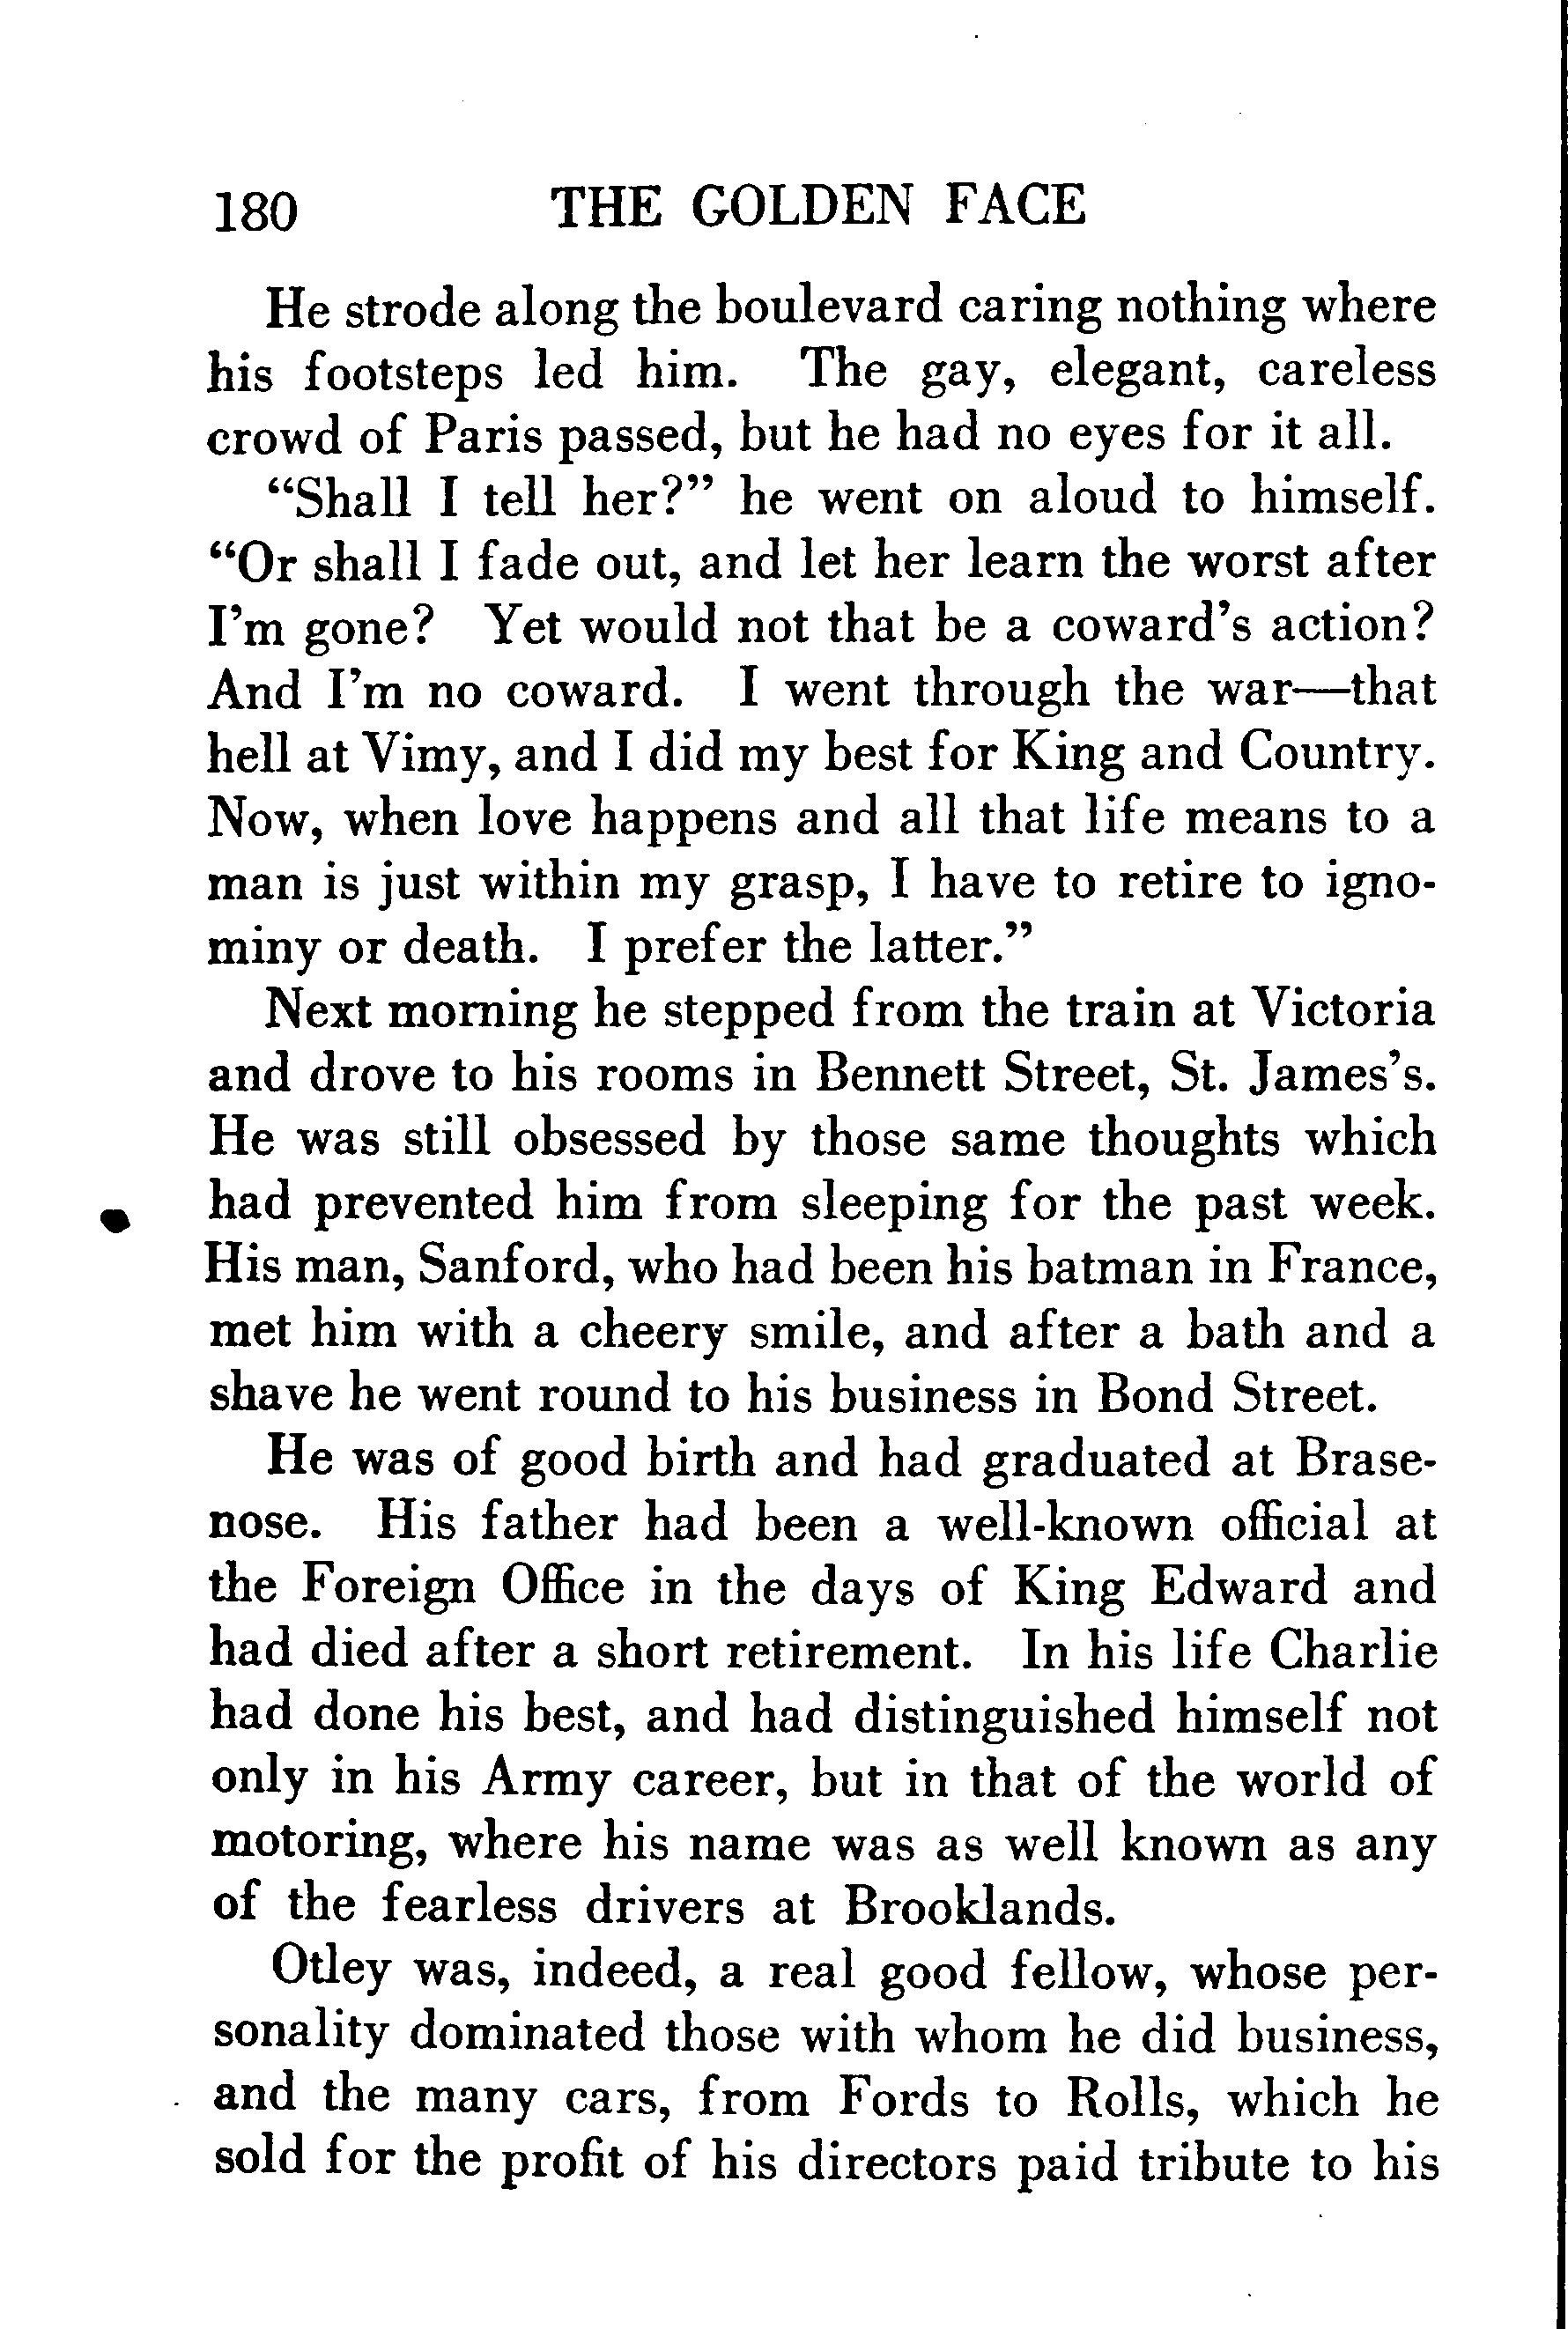 180 THE GOLDEN FACE
He strode along the boulevard caring nothing where
his footsteps led him. The gay, elegant, careless
crowd of Paris passed, but he had no eyes for it all.
“Shall I tell her?” he went on aloud to himself.
“Or shall I fade out, and let her learn the worst after
I’m gone? Yet would not that be a coward’s action?
And I’m no coward. I went through the war—that
hell at Vimy, and I did my best for King and Country.
Now, when love happens and all that life means to a
man is just within my grasp, I have to retire to igno-
miny or death. I prefer the latter.”
Next morning he stepped from the train at Victoria
and drove to his rooms in Bennett Street, St. James’s.
He was still obsessed by those same thoughts which
had prevented him from sleeping for the past week.
His man, Sanford, who had been his batman in France,
met him with a cheery smile, and after a bath and a
shave he went round to his business in Bond Street.
He was of good birth and had graduated at Brase-
nose. His father had been a well-known official at
the Foreign Office in the days of King Edward and
had died after a short retirement. In his life Charlie
had done his best, and had distinguished himself not
only in his Army career, but in that of the world of
motoring, where his name was as well known as any
of the fearless drivers at Brooklands.
Otley was, indeed, a real good fellow, whose per-
sonality dominated those with whom he did business,
and the many cars, from Fords to Rolls, which he
sold for the profit of his directors paid tribute to his